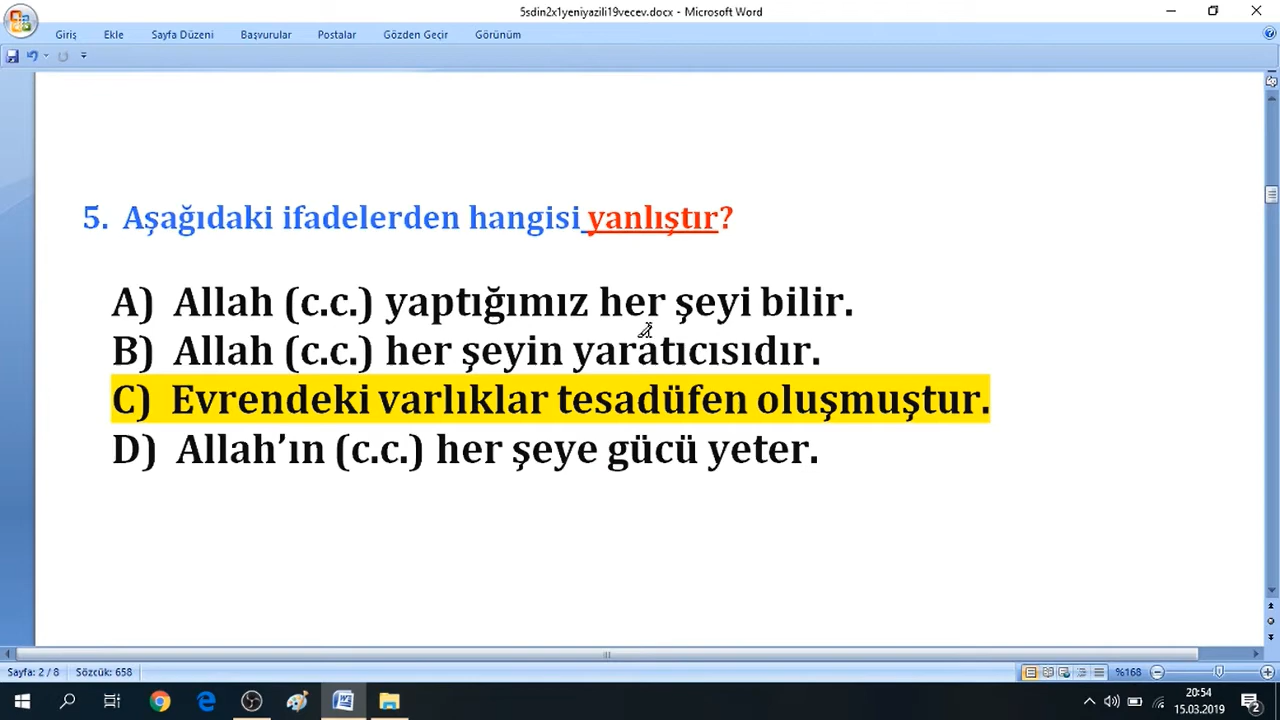 5sdin2x1yeniyazili19vecev.docx - Microsoft Word
Giriş Ekle Sayfa Düzeni Başvurular Postalar Gözden Geçir Görünüm
5. Aşağıdaki ifadelerden hangisi yanlıştır?
A) Allah (c.c.) yaptığımız her şeyi bilir.
B) Allah (c.c.) her şeyin yaratıcısıdır.
C) Evrendeki varlıklar tesadüfen oluşmuştur.
D) Allah’ın (c.c.) her şeye gücü yeter.
Sayfa: 2 / 8 Sözcük: 658 %168
20:54
15.03.2019
2